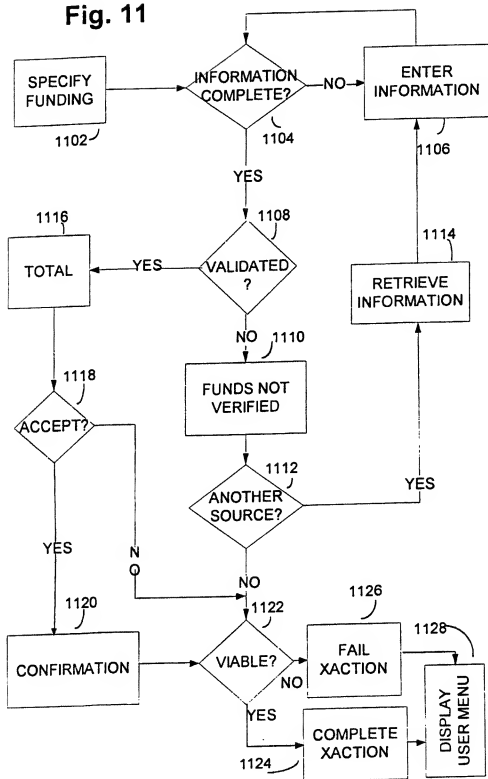 Fig. 11
SPECIFY
FUNDING
1102
INFORMATION
COMPLETE?
1104
NO
ENTER
INFORMATION
1106
YES
1116
TOTAL
YES
1108
VALIDATED
?
1114
RETRIEVE
INFORMATION
NO
1110
FUNDS NOT
VERIFIED
1118
ACCEPT?
1112
ANOTHER
SOURCE?
YES
YES
N
O
NO
1120
CONFIRMATION
1122
VIABLE?
NO
1126
FAIL
XACTION
1128
DISPLAY
USER MENU
YES
1124
COMPLETE
XACTION